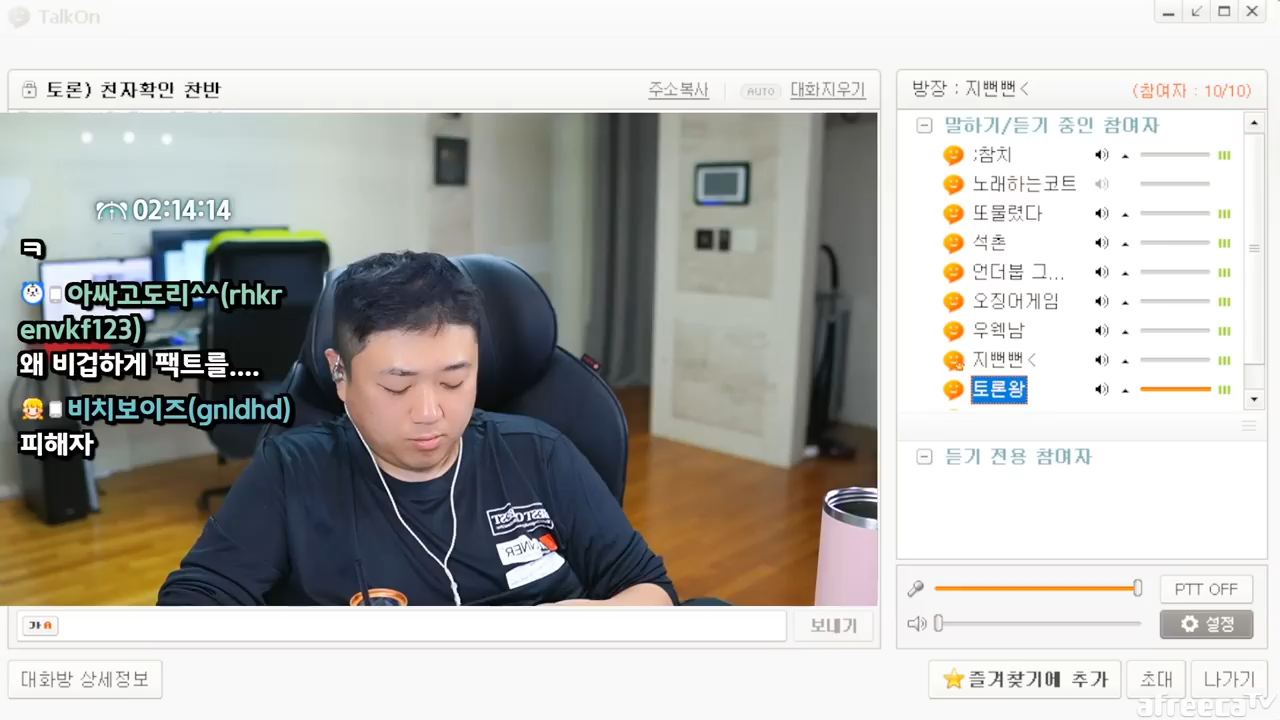 TalkOn
토론) 친자확인 찬반
주소복사
AUTO
대화지우기
방장 : 지뻔뻔<
(참여자 : 10/10)
말하기/듣기 중인 참여자
;참치
노래하는코트
또물렸다
석촌
언더붑 그...
오징어게임
우웩남
지뻔뻔<
토론왕
듣기 전용 참여자
02:14:14
ㅋ
아싸고도리^^(rhkr
envkf123)
왜 비겁하게 팩트를....
비치보이즈(gnldhd)
피해자
가A
보내기
PTT OFF
설정
대화방 상세정보
즐겨찾기에 추가
초대
나가기
afreecaTV